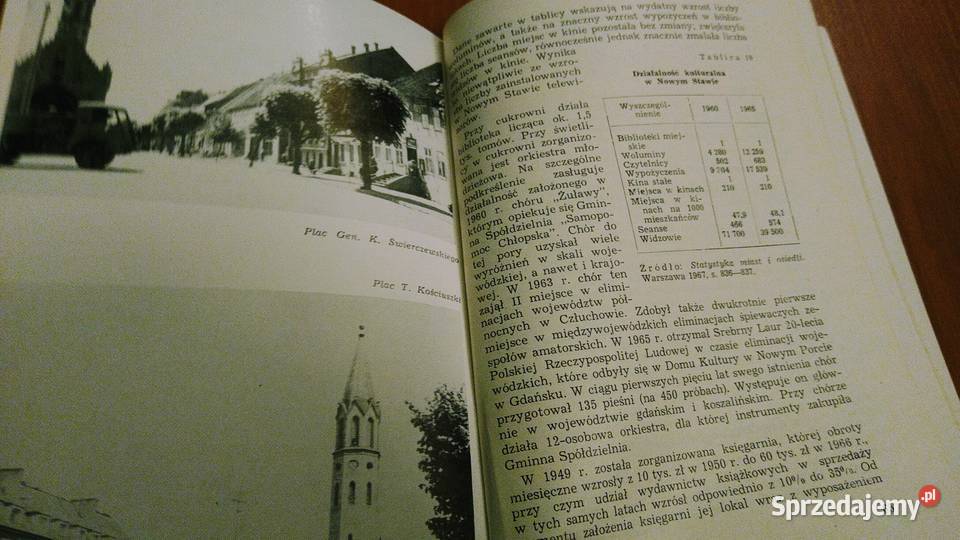 Plac Gen. K. Świerczewskiego
Plac T. Kościuszki
Dane zawarte w tablicy wskazują na wydatny wzrost liczby
a także na znaczny wzrost wypożyczeń w biblio-
Liczba miejsc w kinie pozostała bez zmiany; zwiększyła
liczba seansów, równocześnie jednak znacznie zmalała liczba
w kinie. Wynika
niewątpliwie ze wzro-
liczby zainstalowanych
Nowym Stawie telewi-
Przy cukrowni działa
biblioteka licząca ok. 1,5
tys. tomów. Przy świetli-
cy w cukrowni zorganizo-
wana jest orkiestra mło-
dzieżowa. Na szczególne
podkreślenie zasługuje
działalność założonego w
1960 r. chóru „Żuławy",
którym opiekuje się Gmin-
na Spółdzielnia „Samopo-
moc Chłopska". Chór do
tej pory uzyskał wiele
wyróżnień w skali woje-
wódzkiej, a nawet i krajo-
wej. W 1963 r. chór ten
zajął II miejsce w elimi-
nacjach województw pół-
nocnych w Człuchowie. Zdobył także dwukrotnie pierwsze
miejsce w międzywojewódzkich eliminacjach śpiewaczych ze-
społów amatorskich. W 1965 r. otrzymał Srebrny Laur 20-lecia
Polskiej Rzeczypospolitej Ludowej w czasie eliminacji woje-
wódzkich, które odbyły się w Domu Kultury w Nowym Porcie
w Gdańsku. W ciągu pierwszych pięciu lat swego istnienia chór
przygotował 135 pieśni (na 450 próbach). Występuje on głów-
nie w województwie gdańskim i koszalińskim. Przy chórze
działa 12-osobowa orkiestra, dla której instrumenty zakupiła
Gminna Spółdzielnia.
W 1949 r. została zorganizowana księgarnia, której obroty
miesięczne wzrosły z 10 tys. zł w 1950 r. do 60 tys. zł w 1966 r.,
przy czym udział wydawnictw książkowych w sprzedaży
w tych samych latach wzrósł odpowiednio z 10% do 35%. Od
momentu założenia księgarni jej lokal wraz z wyposażeniem
Tablica 19
Działalność kulturalna
w Nowym Stawie
Wyszczegól-
nienie 1960 1965
Biblioteki miej-
skie 1 1
Woluminy 4 280 12 259
Czytelnicy 502 683
Wypożyczenia 9 704 17 539
Kina stałe 1 1
Miejsca w kinach 210 210
Miejsca w ki-
nach na 1000
mieszkańców 47,9 48,1
Seanse 466 574
Widzowie 71 700 39 500
Źródło: Statystyka miast i osiedli.
Warszawa 1967, s. 836—837.
Sprzedajemy.pl